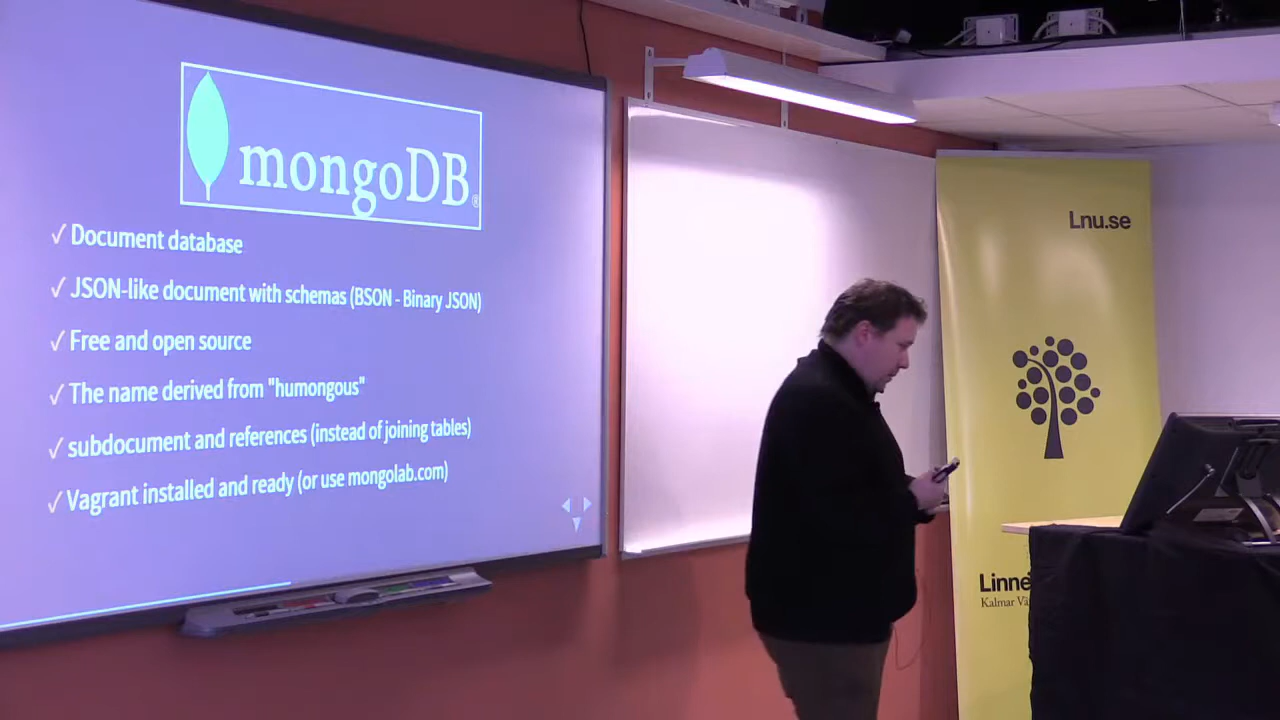 mongoDB®
✓ Document database
✓ JSON-like document with schemas (BSON - Binary JSON)
✓ Free and open source
✓ The name derived from "humongous"
✓ subdocument and references (instead of joining tables)
✓ Vagrant installed and ready (or use mongolab.com)
Lnu.se
Linne
Kalmar Vä